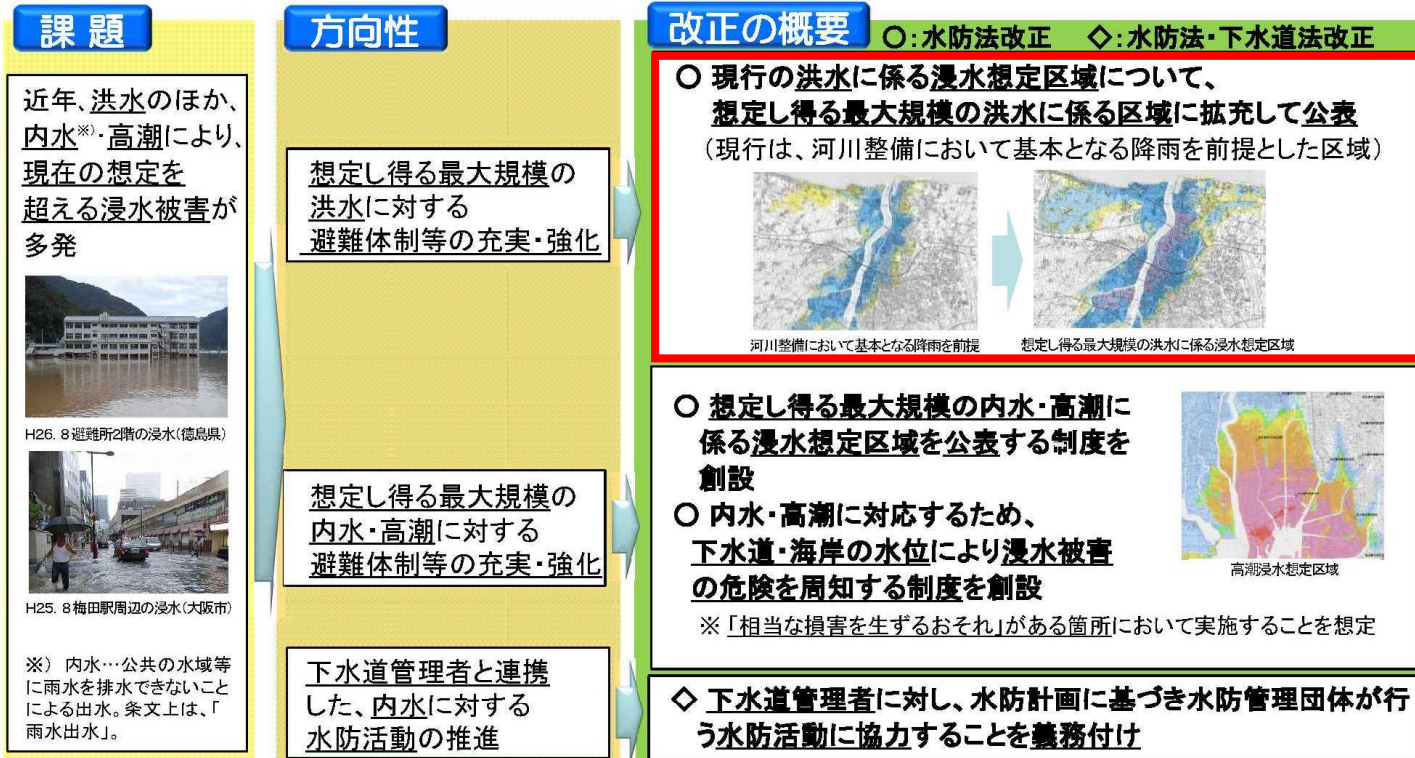 課題
近年、洪水のほか、
内水※)・高潮により、
現在の想定を
超える浸水被害が
多発
H26. 8避難所2階の浸水(徳島県)
H25. 8梅田駅周辺の浸水(大阪市)
※) 内水…公共の水域等
に雨水を排水できないこと
による出水。条文上は、「
雨水出水」。
方向性
想定し得る最大規模の
洪水に対する
避難体制等の充実・強化
想定し得る最大規模の
内水・高潮に対する
避難体制等の充実・強化
下水道管理者と連携
した、内水に対する
水防活動の推進
改正の概要 ○:水防法改正 ◇:水防法・下水道法改正
○ 現行の洪水に係る浸水想定区域について、
想定し得る最大規模の洪水に係る区域に拡充して公表
(現行は、河川整備において基本となる降雨を前提とした区域)
河川整備において基本となる降雨を前提
想定し得る最大規模の洪水に係る浸水想定区域
○ 想定し得る最大規模の内水・高潮に
係る浸水想定区域を公表する制度を
創設
○ 内水・高潮に対応するため、
下水道・海岸の水位により浸水被害
の危険を周知する制度を創設
※「相当な損害を生ずるおそれ」がある箇所において実施することを想定
高潮浸水想定区域
◇ 下水道管理者に対し、水防計画に基づき水防管理団体が行
う水防活動に協力することを義務付け